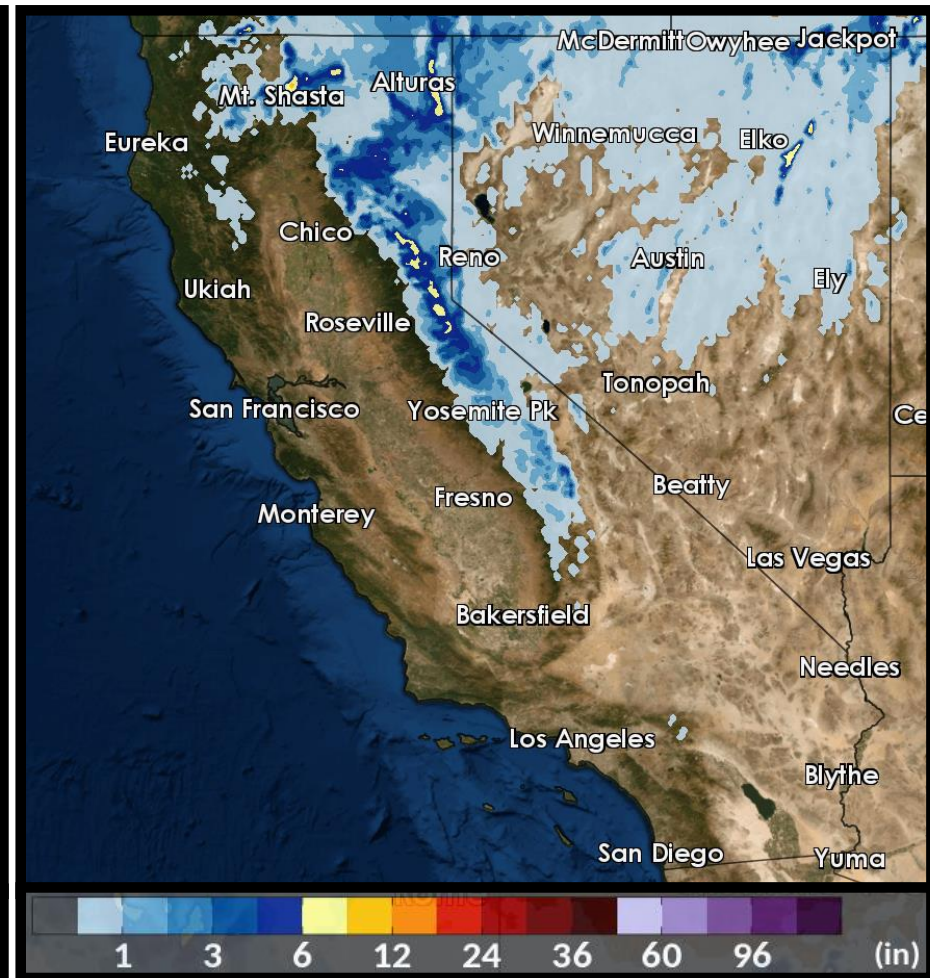 McDermitt Owyhee Jackpot
Mt. Shasta Alturas
Eureka Winnemucca Elko
Chico Reno Austin
Ukiah Ely
Roseville
San Francisco Yosemite Pk Tonopah
Ce
Fresno Beatty
Monterey
Las Vegas
Bakersfield
Needles
Los Angeles
Blythe
San Diego Yuma
1 3 6 12 24 36 60 96 (in)